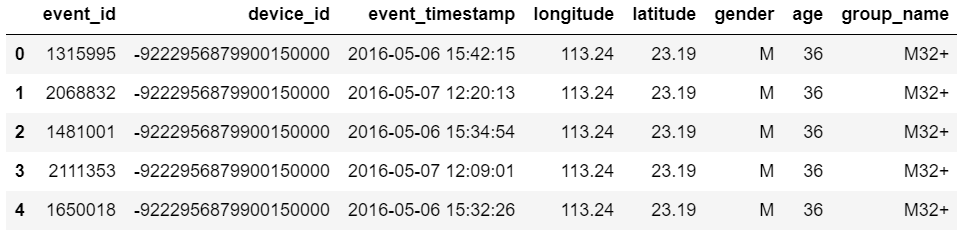 event_id device_id event_timestamp longitude latitude gender age group_name
0 1315995 -9222956879900150000 2016-05-06 15:42:15 113.24 23.19 M 36 M32+
1 2068832 -9222956879900150000 2016-05-07 12:20:13 113.24 23.19 M 36 M32+
2 1481001 -9222956879900150000 2016-05-06 15:34:54 113.24 23.19 M 36 M32+
3 2111353 -9222956879900150000 2016-05-07 12:09:01 113.24 23.19 M 36 M32+
4 1650018 -9222956879900150000 2016-05-06 15:32:26 113.24 23.19 M 36 M32+